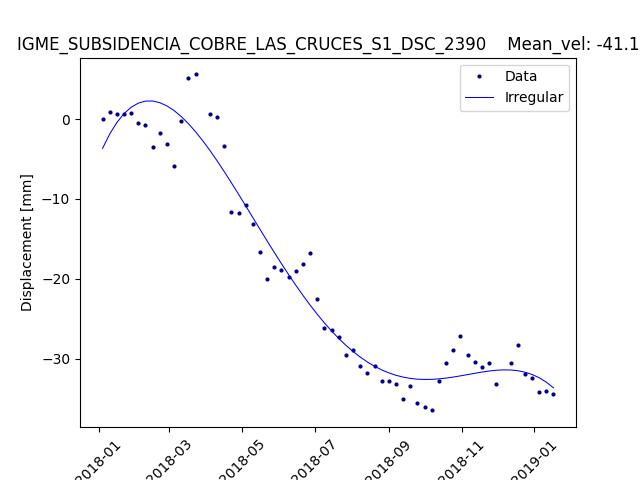 IGME_SUBSIDENCIA_COBRE_LAS_CRUCES_S1_DSC_2390    Mean_vel: -41.1
Data
Irregular
Displacement [mm]
0
−10
−20
−30
2018-01
2018-03
2018-05
2018-07
2018-09
2018-11
2019-01